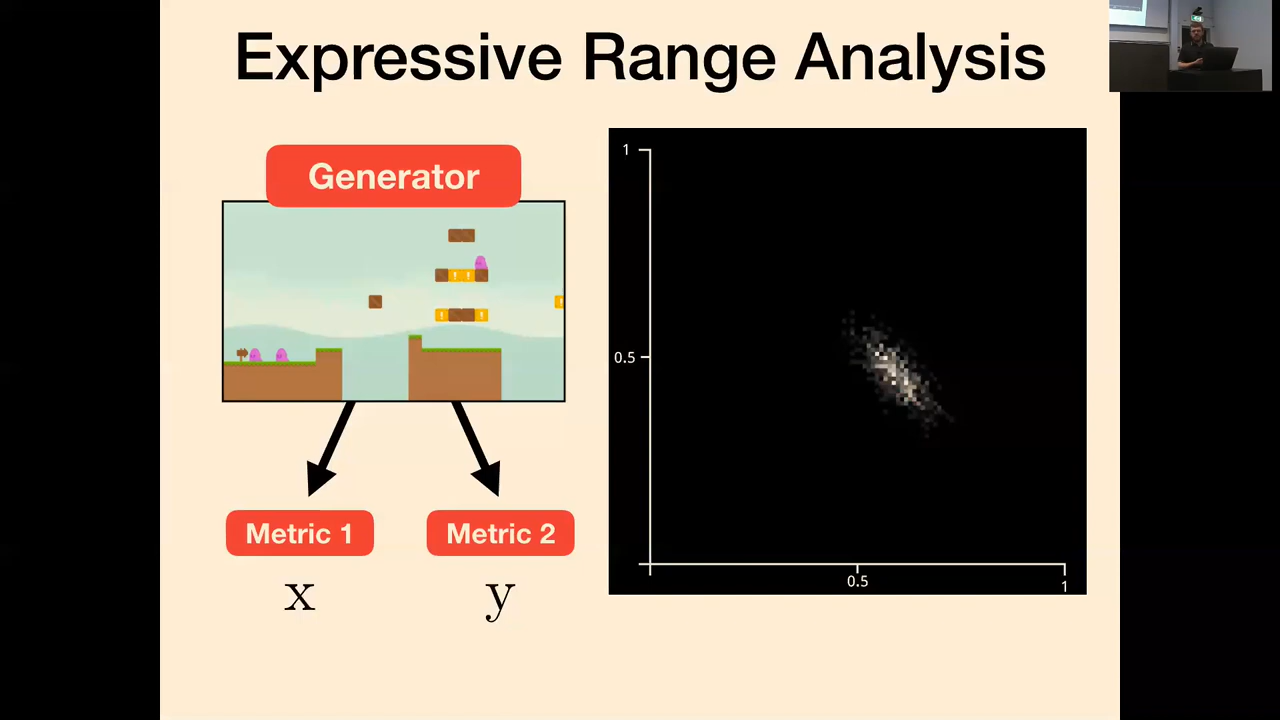 Expressive Range Analysis
Generator
Metric 1
Metric 2
x
y
1
0.5
0.5
1